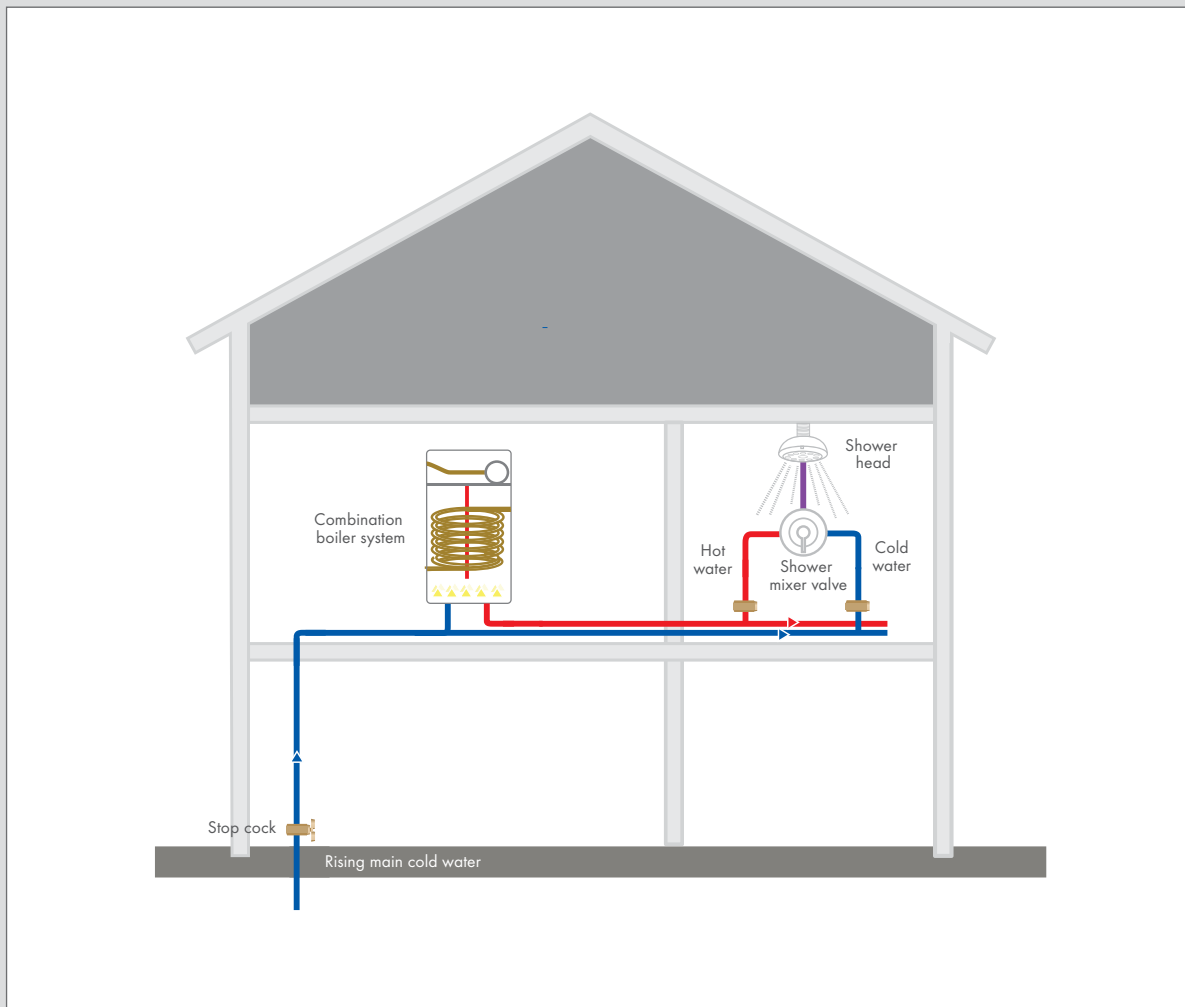 Shower
head
Combination
boiler system
Hot
water
Shower
mixer valve
Cold
water
Stop cock
Rising main cold water